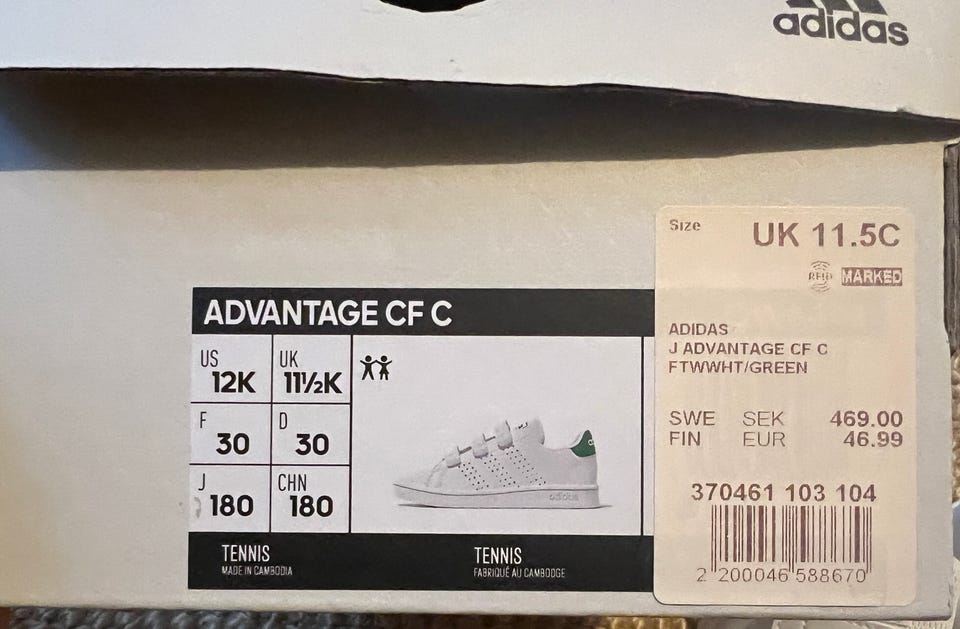 adidas
Size UK 11.5C
RFID MARKED
ADIDAS
J ADVANTAGE CF C
FTWWHT/GREEN
SWE SEK 469.00
FIN EUR 46.99
370461 103 104
2 200046 588670
ADVANTAGE CF C
US UK
12K 11½K
F D
30 30
J CHN
180 180
adidas
TENNIS TENNIS
MADE IN CAMBODIA FABRIQUÉ AU CAMBODGE